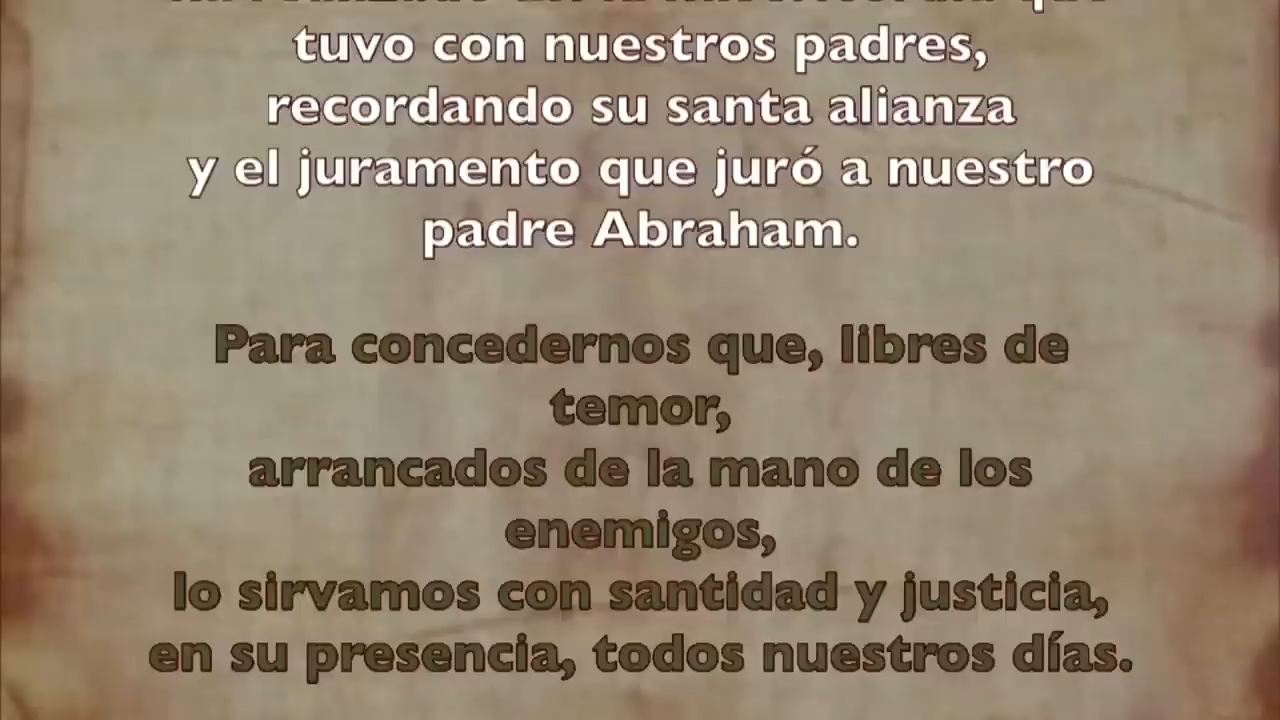 tuvo con nuestros padres,
recordando su santa alianza
y el juramento que juró a nuestro
padre Abraham.
Para concedernos que, libres de
temor,
arrancados de la mano de los
enemigos,
lo sirvamos con santidad y justicia,
en su presencia, todos nuestros días.